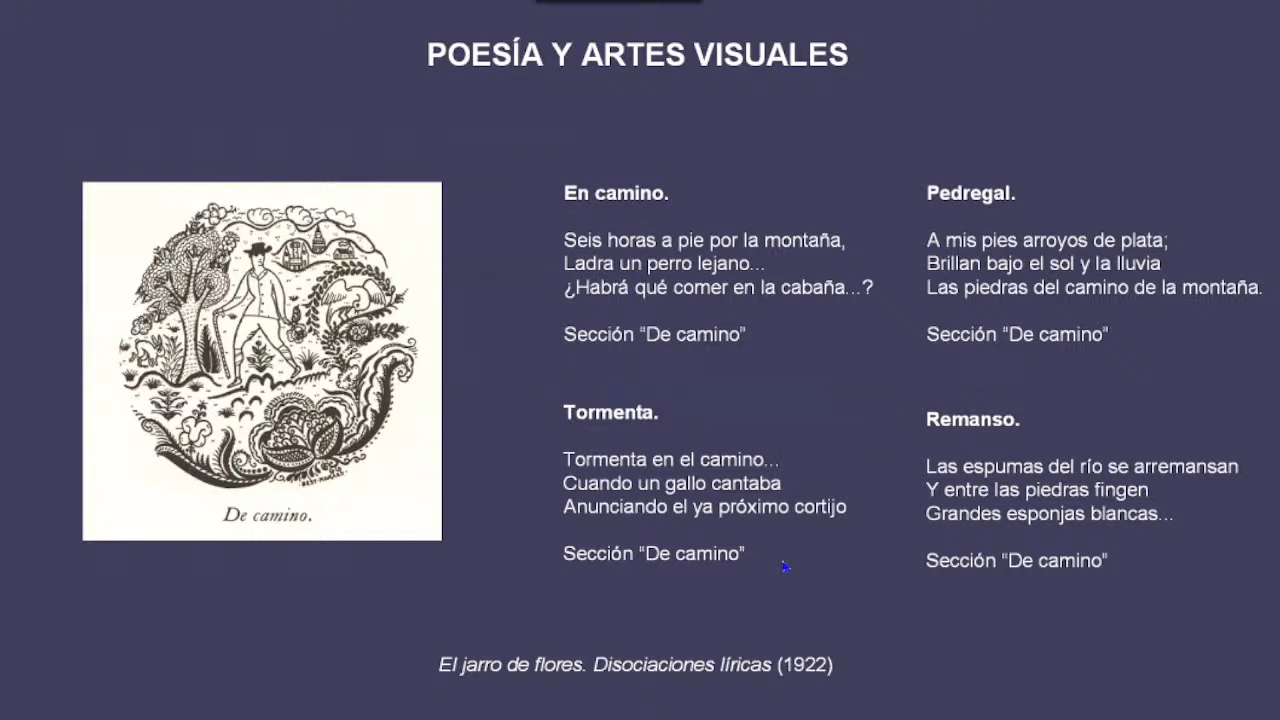 POESÍA Y ARTES VISUALES
De camino.
En camino.
Seis horas a pie por la montaña,
Ladra un perro lejano...
¿Habrá qué comer en la cabaña...?
Sección “De camino”
Tormenta.
Tormenta en el camino...
Cuando un gallo cantaba
Anunciando el ya próximo cortijo
Sección “De camino”
Pedregal.
A mis pies arroyos de plata;
Brillan bajo el sol y la lluvia
Las piedras del camino de la montaña.
Sección “De camino”
Remanso.
Las espumas del río se arremansan
Y entre las piedras fingen
Grandes esponjas blancas...
Sección “De camino”
El jarro de flores. Disociaciones líricas (1922)